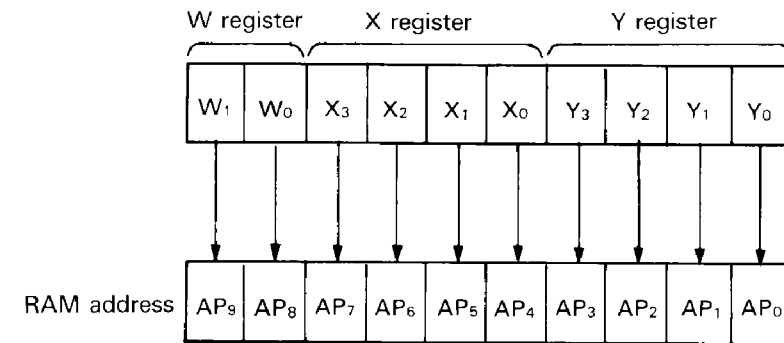 W register X register Y register
W₁ W₀ X₃ X₂ X₁ X₀ Y₃ Y₂ Y₁ Y₀
RAM address AP₉ AP₈ AP₇ AP₆ AP₅ AP₄ AP₃ AP₂ AP₁ AP₀